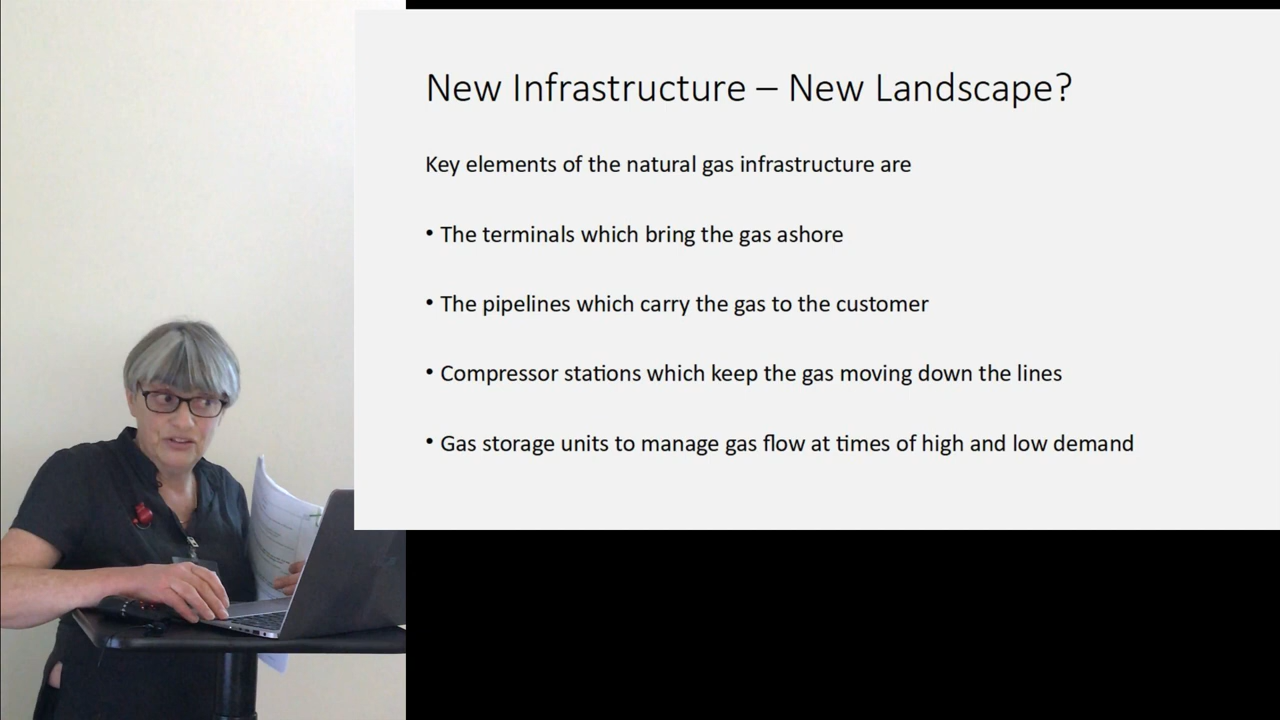 New Infrastructure – New Landscape?
Key elements of the natural gas infrastructure are
• The terminals which bring the gas ashore
• The pipelines which carry the gas to the customer
• Compressor stations which keep the gas moving down the lines
• Gas storage units to manage gas flow at times of high and low demand